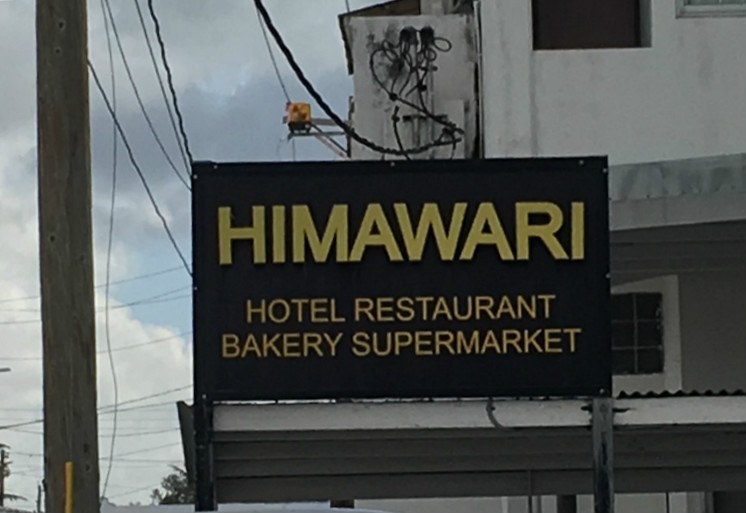 HIMAWARI
HOTEL RESTAURANT
BAKERY SUPERMARKET